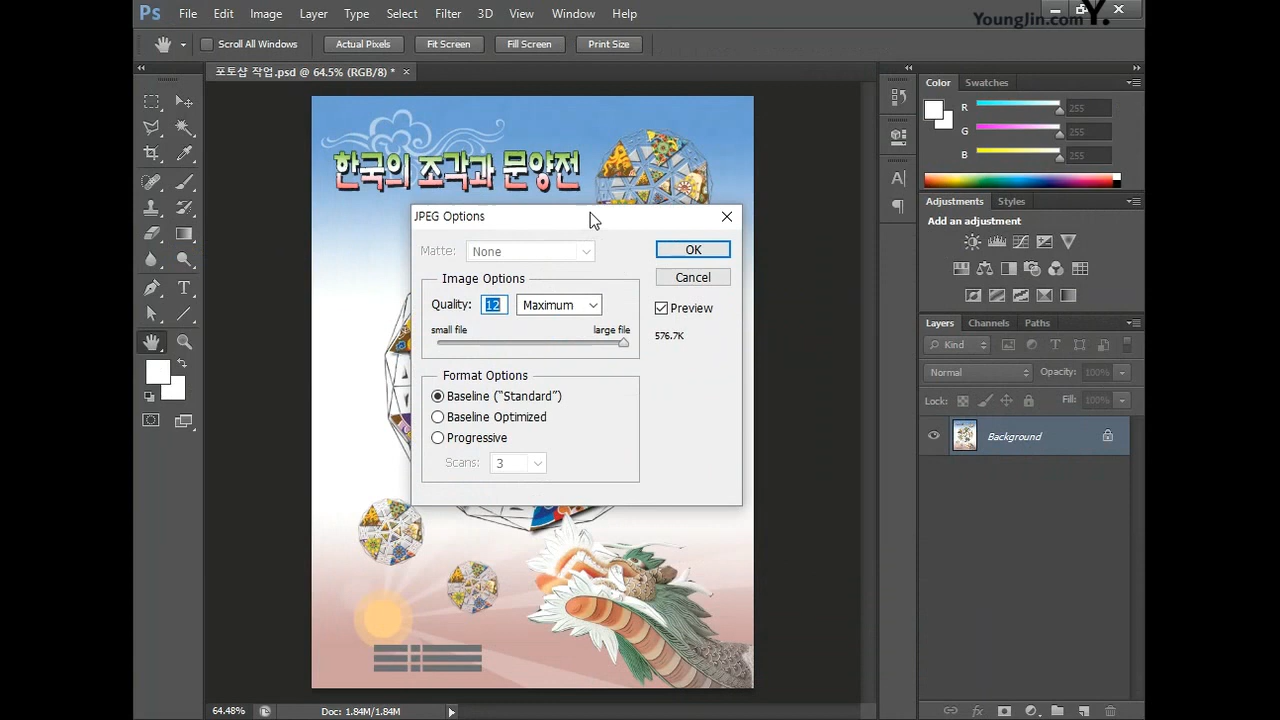 Ps File Edit Image Layer Type Select Filter 3D View Window Help
YoungJin.com Y.
Scroll All Windows Actual Pixels Fit Screen Fill Screen Print Size
포토샵 작업.psd @ 64.5% (RGB/8) * ×
한국의 조각과 문양전
JPEG Options
Matte: None
OK
Cancel
Preview
576.7K
Image Options
Quality: 12 Maximum
small file large file
Format Options
Baseline ("Standard")
Baseline Optimized
Progressive
Scans: 3
Color Swatches
R 255
G 255
B 255
Adjustments Styles
Add an adjustment
Layers Channels Paths
Kind
Normal Opacity: 100%
Lock: Fill: 100%
Background
64.48% Doc: 1.84M/1.84M